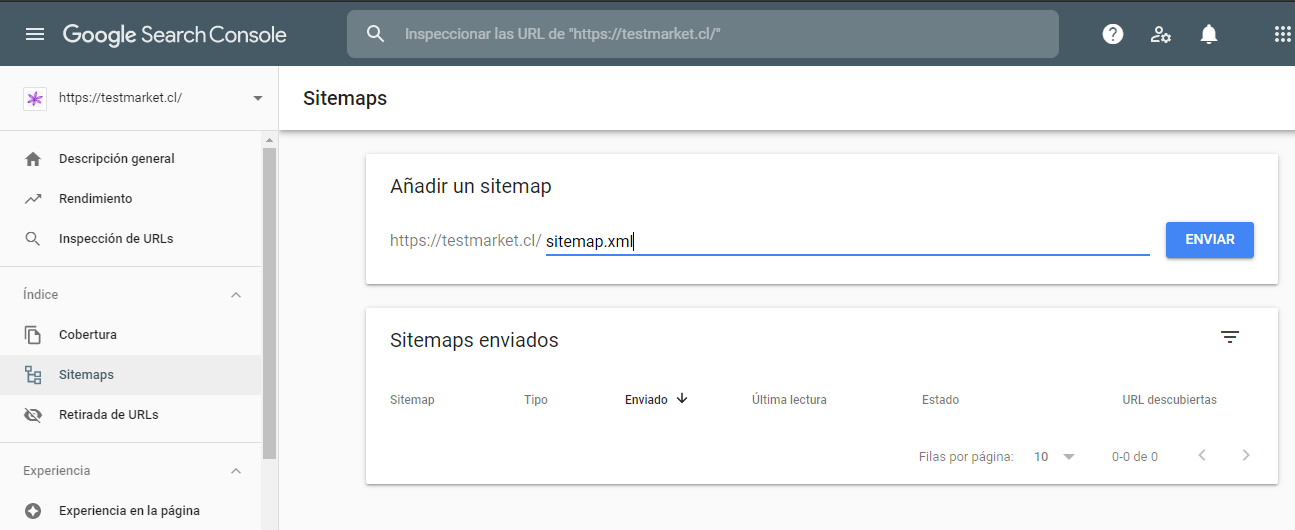 Google Search Console
Inspeccionar las URL de "https://testmarket.cl/"
https://testmarket.cl/
Sitemaps
Descripción general
Rendimiento
Inspección de URLs
Índice
Cobertura
Sitemaps
Retirada de URLs
Experiencia
Experiencia en la página
Añadir un sitemap
https://testmarket.cl/ sitemap.xml ENVIAR
Sitemaps enviados
Sitemap Tipo Enviado Última lectura Estado URL descubiertas
Filas por página: 10 0-0 de 0